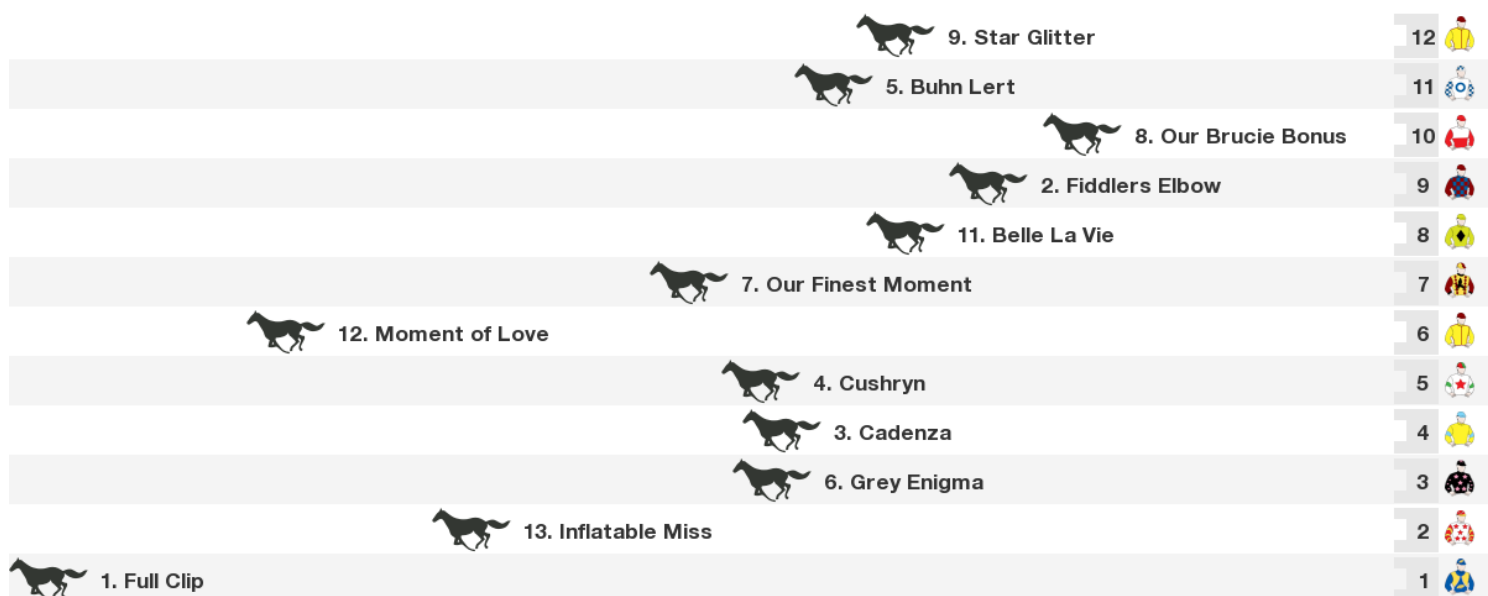 9. Star Glitter 12
5. Buhn Lert 11
8. Our Brucie Bonus 10
2. Fiddlers Elbow 9
11. Belle La Vie 8
7. Our Finest Moment 7
12. Moment of Love 6
4. Cushryn 5
3. Cadenza 4
6. Grey Enigma 3
13. Inflatable Miss 2
1. Full Clip 1